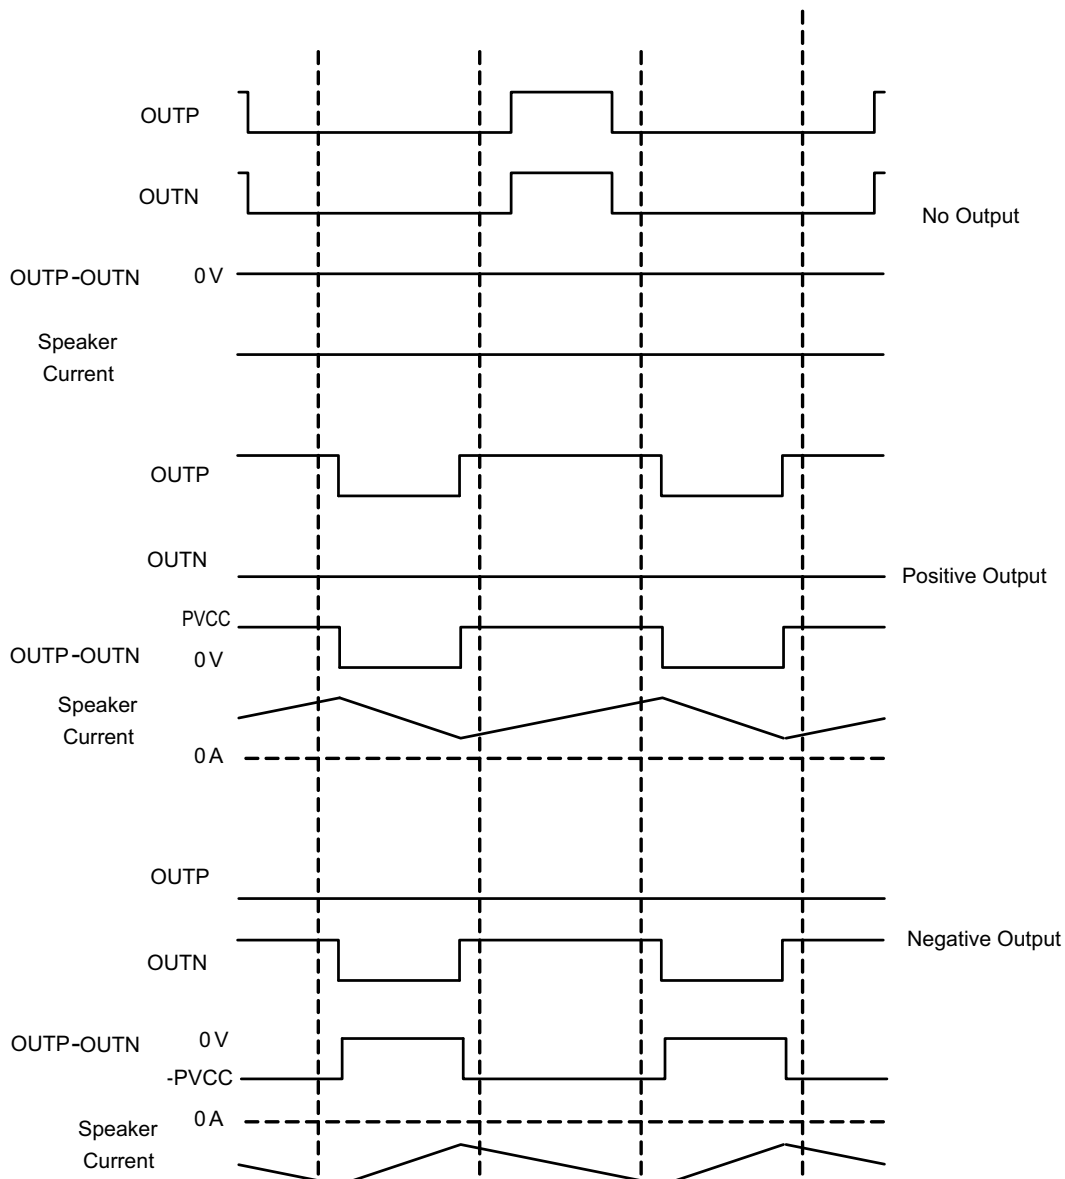 OUTP
OUTN
No Output
OUTP-OUTN 0 V
Speaker
Current
OUTP
OUTN
Positive Output
PVCC
OUTP-OUTN 0 V
Speaker
Current
0 A
OUTP
Negative Output
OUTN
OUTP-OUTN 0 V
-PVCC
0 A
Speaker
Current